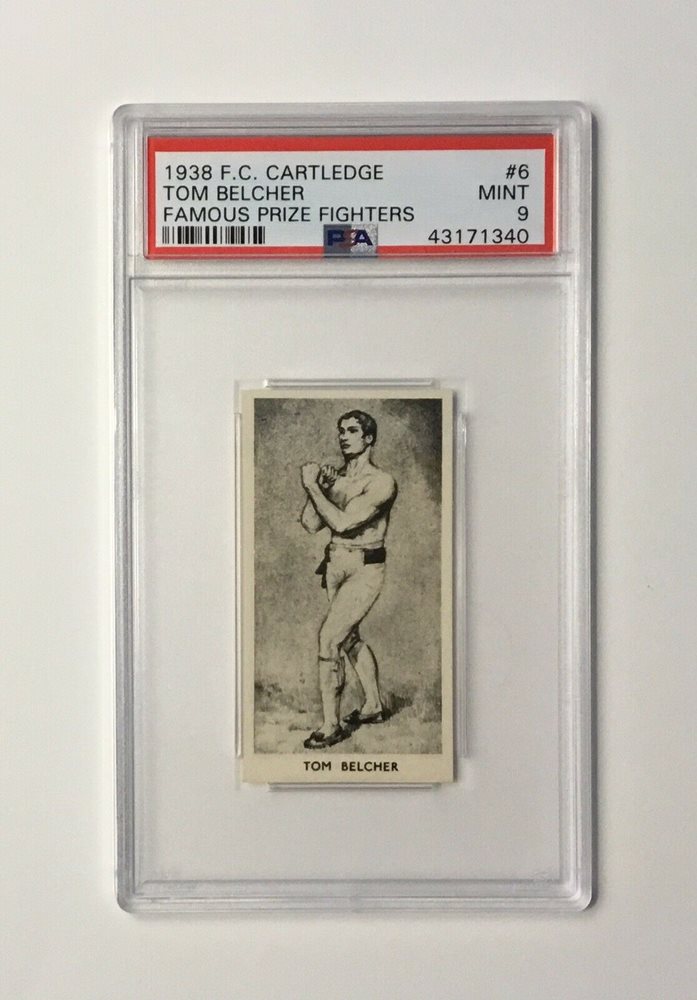 1938 F.C. CARTLEDGE #6
TOM BELCHER MINT
FAMOUS PRIZE FIGHTERS 9
PSA 43171340
TOM BELCHER